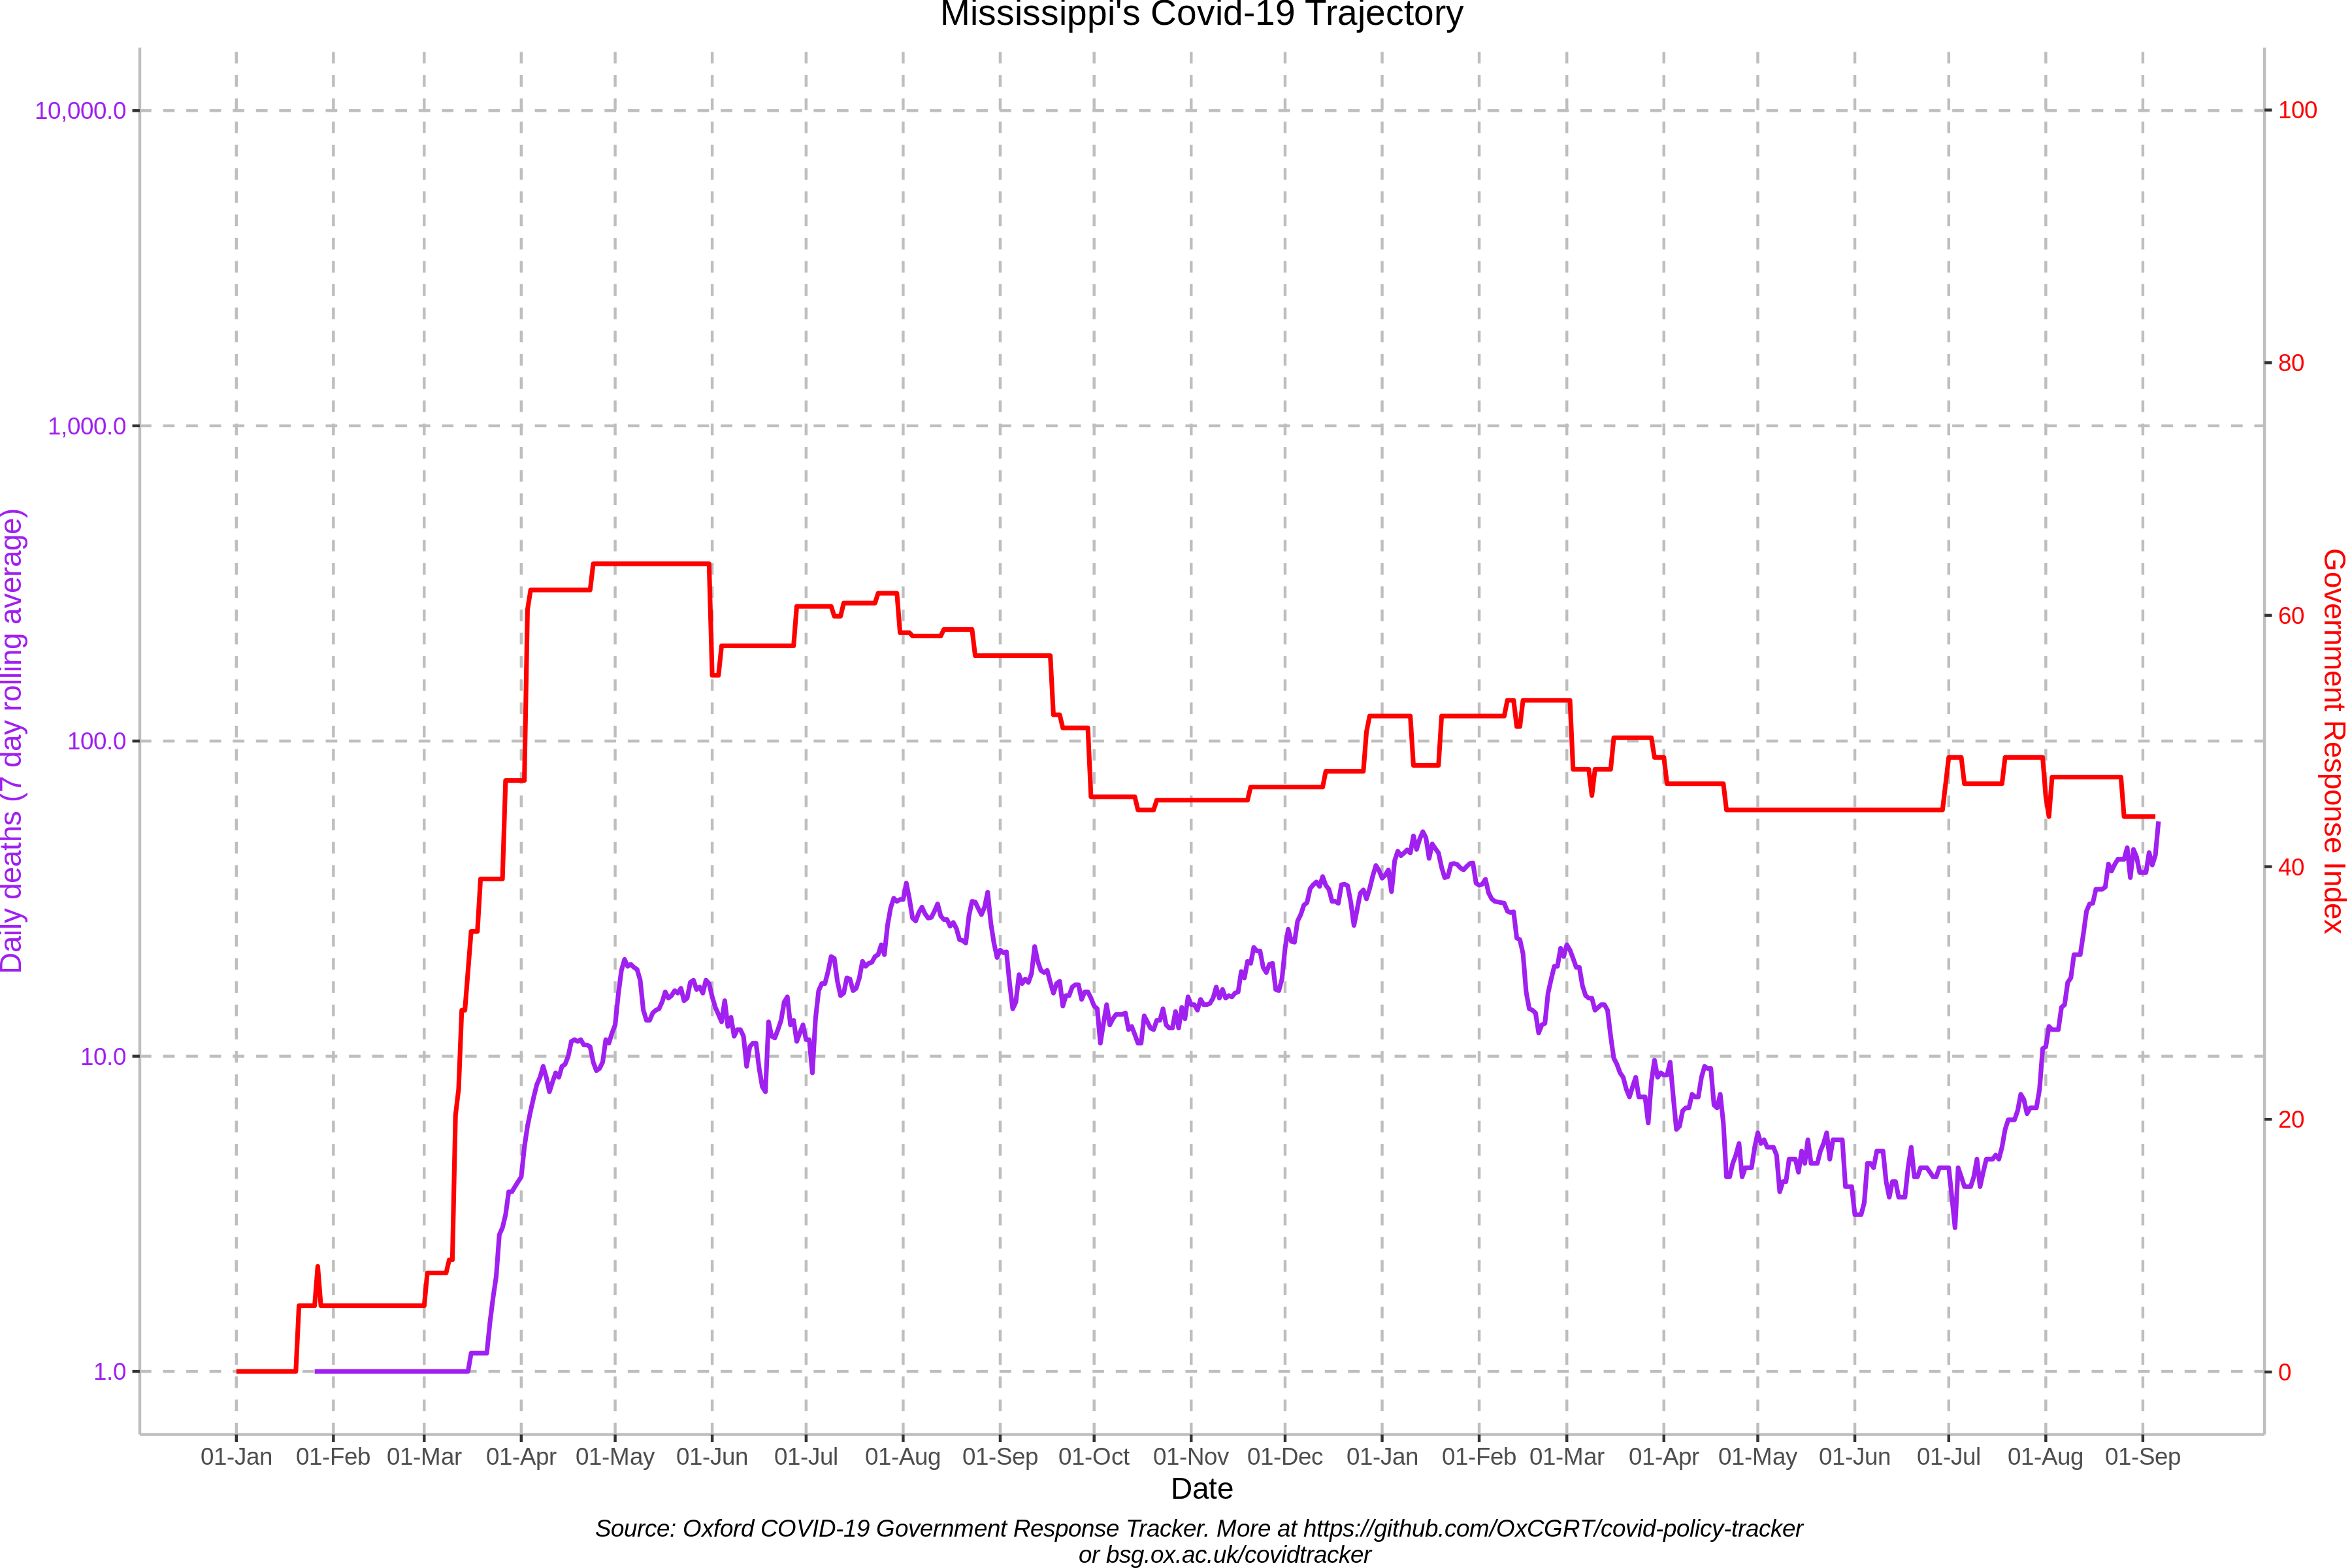 Mississippi's Covid-19 Trajectory
10,000.0
1,000.0
100.0
10.0
1.0
Daily deaths (7 day rolling average)
100
80
60
40
20
0
Government Response Index
01-Jan 01-Feb 01-Mar 01-Apr 01-May 01-Jun 01-Jul 01-Aug 01-Sep 01-Oct 01-Nov 01-Dec 01-Jan 01-Feb 01-Mar 01-Apr 01-May 01-Jun 01-Jul 01-Aug 01-Sep
Date
Source: Oxford COVID-19 Government Response Tracker. More at https://github.com/OxCGRT/covid-policy-tracker
or bsg.ox.ac.uk/covidtracker